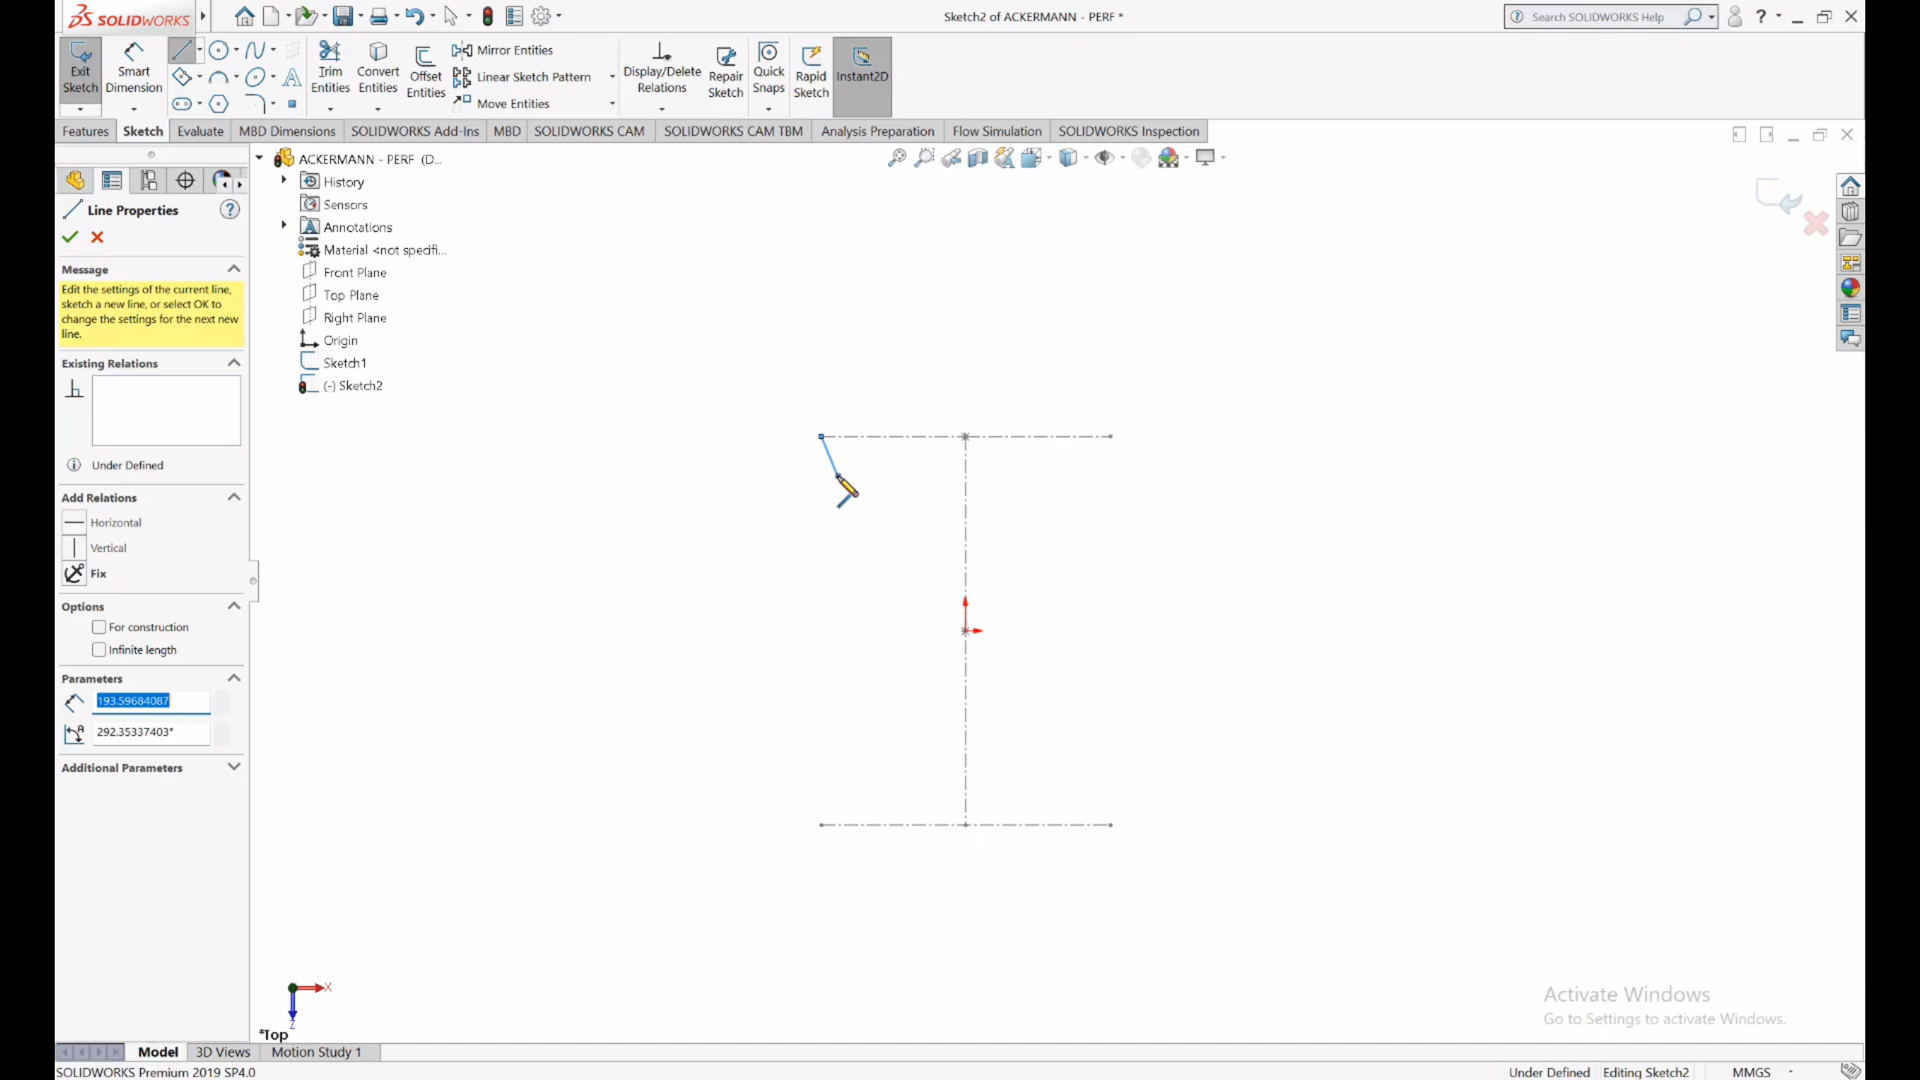 SOLIDWORKS
Sketch2 of ACKERMANN - PERF *
Search SOLIDWORKS Help
?
Exit Sketch
Smart Dimension
Trim Entities
Convert Entities
Offset Entities
Mirror Entities
Linear Sketch Pattern
Move Entities
Display/Delete Relations
Repair Sketch
Quick Snaps
Rapid Sketch
Instant2D
Features
Sketch
Evaluate
MBD Dimensions
SOLIDWORKS Add-Ins
MBD
SOLIDWORKS CAM
SOLIDWORKS CAM TBM
Analysis Preparation
Flow Simulation
SOLIDWORKS Inspection
Line Properties
?
Message
Edit the settings of the current line,
sketch a new line, or select OK to
change the settings for the next new
line.
Existing Relations
Under Defined
Add Relations
Horizontal
Vertical
Fix
Options
For construction
Infinite length
Parameters
193.59684087
292.35337403°
Additional Parameters
ACKERMANN - PERF (D...
History
Sensors
Annotations
Material <not specifi...
Front Plane
Top Plane
Right Plane
Origin
Sketch1
(-) Sketch2
X
Z
*Top
Activate Windows
Go to Settings to activate Windows.
Model
3D Views
Motion Study 1
SOLIDWORKS Premium 2019 SP4.0
Under Defined
Editing Sketch2
MMGS